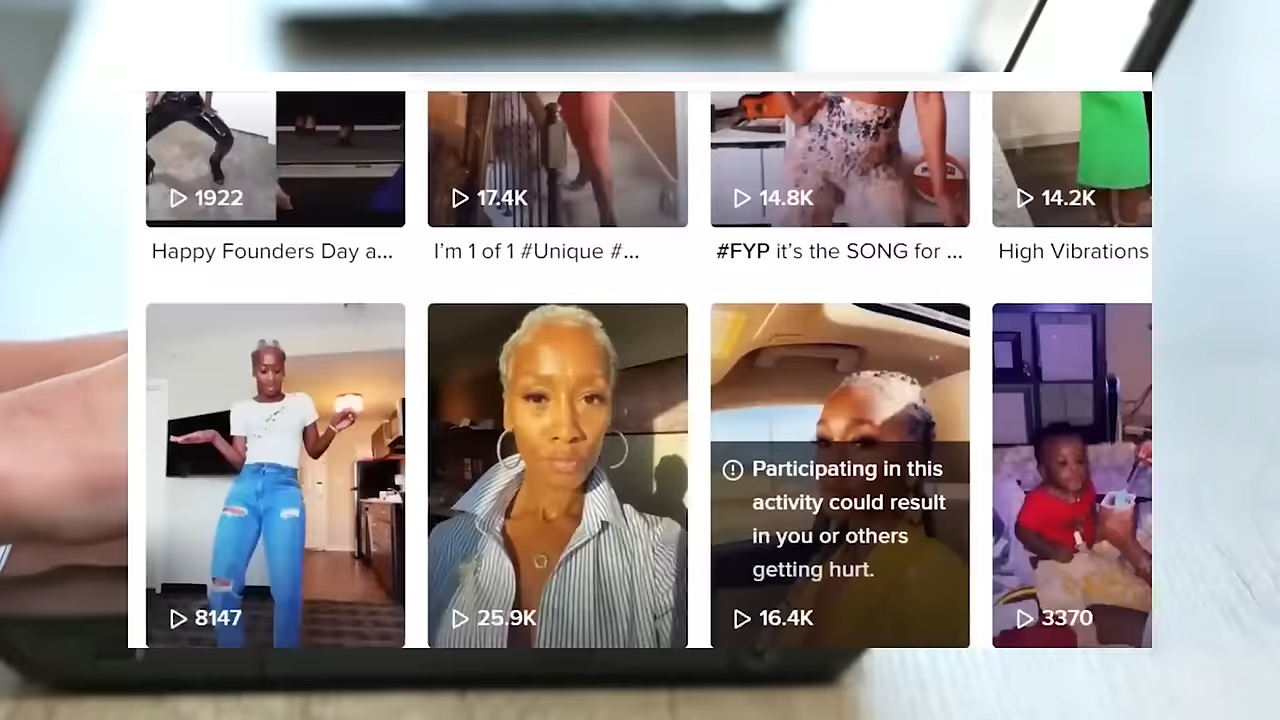 1922
17.4K
14.8K
14.2K
Happy Founders Day a...
I'm 1 of 1 #Unique #...
#FYP it's the SONG for ...
High Vibrations
Participating in this
activity could result
in you or others
getting hurt.
8147
25.9K
16.4K
3370